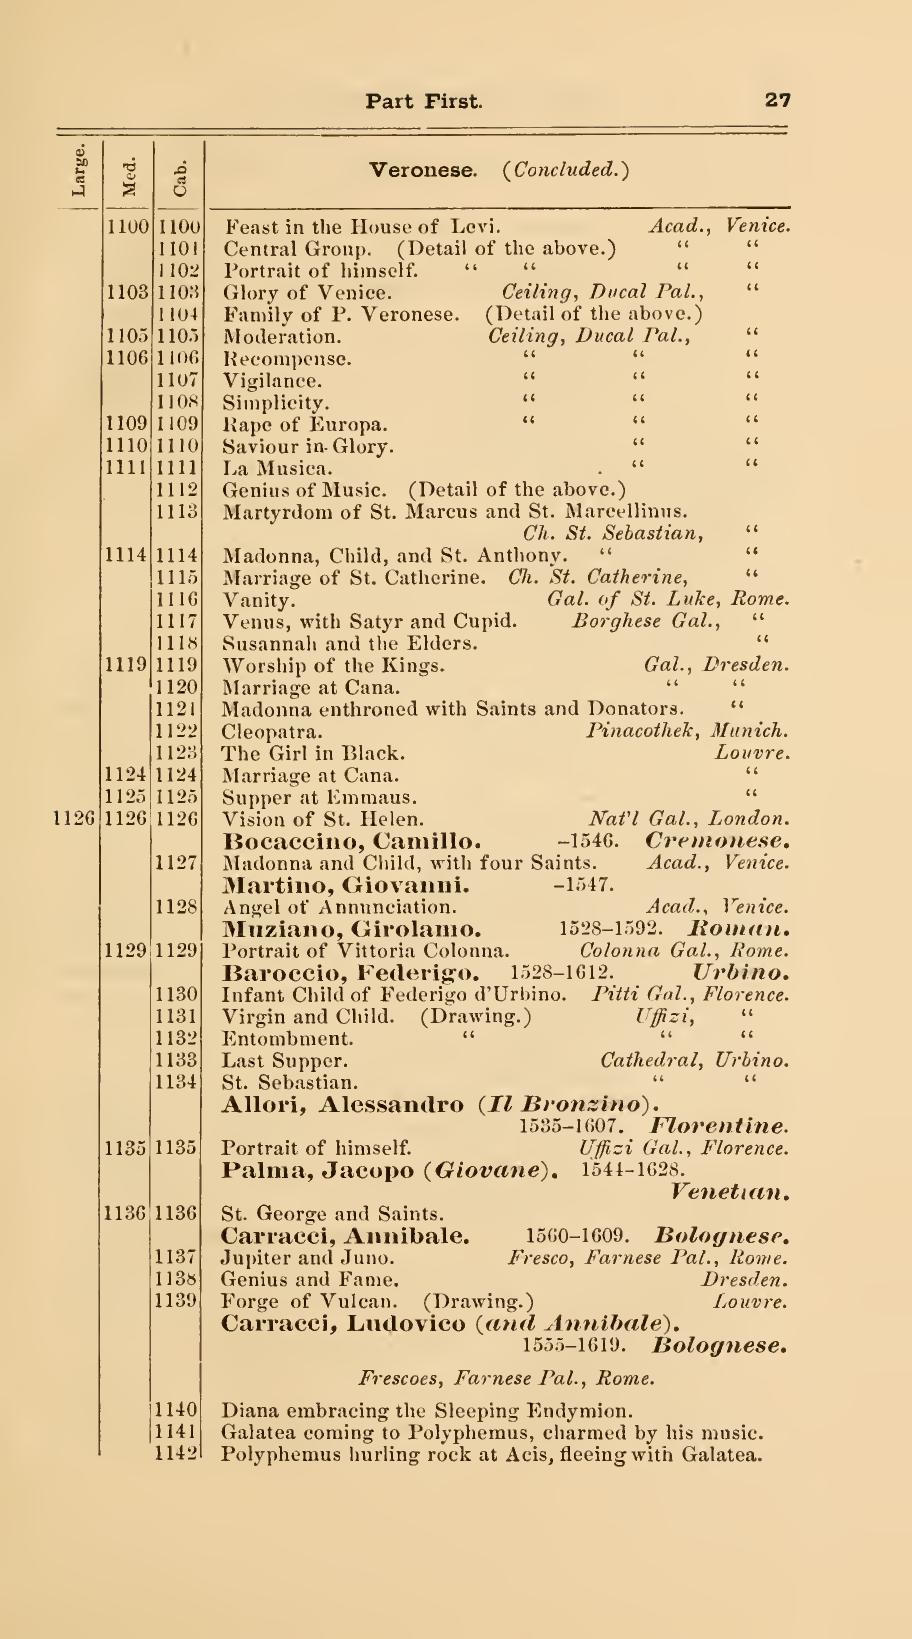 Part First. 27
Large. Med. Cab. Veronese. (Concluded.)
1100 1100 Feast in the House of Levi. Acad., Venice.
1101 Central Group. (Detail of the above.) “ “
1102 Portrait of himself. “ “ “ “
1103 1103 Glory of Venice. Ceiling, Ducal Pal., “
1104 Family of P. Veronese. (Detail of the above.)
1105 1105 Moderation. Ceiling, Ducal Pal., “
1106 1106 Recompense. “ “ “
1107 Vigilance. “ “ “
1108 Simplicity. “ “ “
1109 1109 Rape of Europa. “ “ “
1110 1110 Saviour in Glory. “ “
1111 1111 La Musica. “ “
1112 Genius of Music. (Detail of the above.)
1113 Martyrdom of St. Marcus and St. Marcellinus.
Ch. St. Sebastian, “
1114 1114 Madonna, Child, and St. Anthony. “ “
1115 Marriage of St. Catherine. Ch. St. Catherine, “
1116 Vanity. Gal. of St. Luke, Rome.
1117 Venus, with Satyr and Cupid. Borghese Gal., “
1118 Susannah and the Elders. “
1119 1119 Worship of the Kings. Gal., Dresden.
1120 Marriage at Cana. “ “
1121 Madonna enthroned with Saints and Donators. “
1122 Cleopatra. Pinacothek, Munich.
1123 The Girl in Black. Louvre.
1124 1124 Marriage at Cana. “
1125 1125 Supper at Emmaus. “
1126 1126 1126 Vision of St. Helen. Nat'l Gal., London.
Bocaccino, Camillo. –1546. Cremonese.
1127 Madonna and Child, with four Saints. Acad., Venice.
Martino, Giovanni. –1547.
1128 Angel of Annunciation. Acad., Venice.
Muziano, Girolamo. 1528–1592. Roman.
1129 1129 Portrait of Vittoria Colonna. Colonna Gal., Rome.
Baroccio, Federigo. 1528–1612. Urbino.
1130 Infant Child of Federigo d'Urbino. Pitti Gal., Florence.
1131 Virgin and Child. (Drawing.) Uffizi, “
1132 Entombment. “ “ “
1133 Last Supper. Cathedral, Urbino.
1134 St. Sebastian. “ “
Allori, Alessandro (Il Bronzino).
1535–1607. Florentine.
1135 1135 Portrait of himself. Uffizi Gal., Florence.
Palma, Jacopo (Giovane). 1544–1628.
Venetian.
1136 1136 St. George and Saints.
Carracci, Annibale. 1560–1609. Bolognese.
1137 Jupiter and Juno. Fresco, Farnese Pal., Rome.
1138 Genius and Fame. Dresden.
1139 Forge of Vulcan. (Drawing.) Louvre.
Carracci, Ludovico (and Annibale).
1555–1619. Bolognese.
Frescoes, Farnese Pal., Rome.
1140 Diana embracing the Sleeping Endymion.
1141 Galatea coming to Polyphemus, charmed by his music.
1142 Polyphemus hurling rock at Acis, fleeing with Galatea.